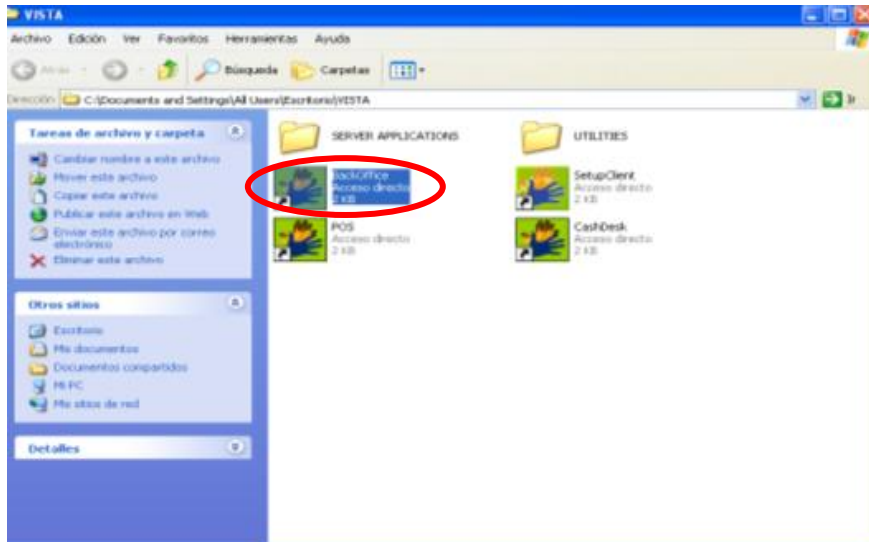 VISTA
Archivo Edición Ver Favoritos Herramientas Ayuda
Atrás Búsqueda Carpetas
Dirección C:\Documents and Settings\All Users\Escritorio\VISTA Ir
Tareas de archivo y carpeta
Cambiar nombre a este archivo
Mover este archivo
Copiar este archivo
Publicar este archivo en Web
Enviar este archivo por correo
electrónico
Eliminar este archivo
Otros sitios
Escritorio
Mis documentos
Documentos compartidos
Mi PC
Mis sitios de red
Detalles
SERVER APPLICATIONS
UTILITIES
BackOffice
Acceso directo
2 KB
SetupClient
Acceso directo
2 KB
POS
Acceso directo
2 KB
CashDesk
Acceso directo
2 KB